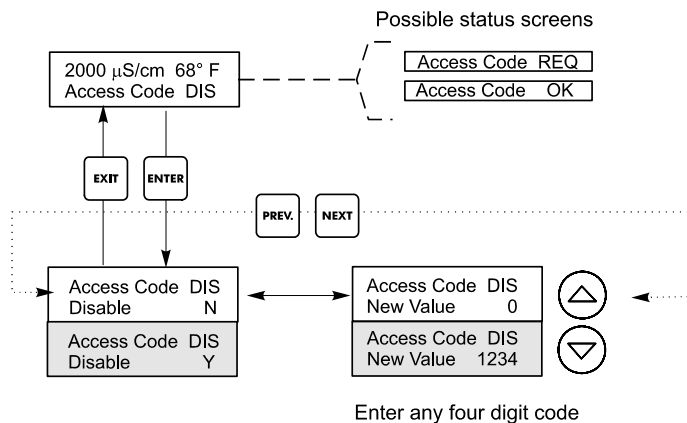 Possible status screens
2000 μS/cm 68° F
Access Code DIS
Access Code REQ
Access Code OK
EXIT
ENTER
PREV.
NEXT
Access Code DIS
Disable N
Access Code DIS
Disable Y
Access Code DIS
New Value 0
Access Code DIS
New Value 1234
Enter any four digit code